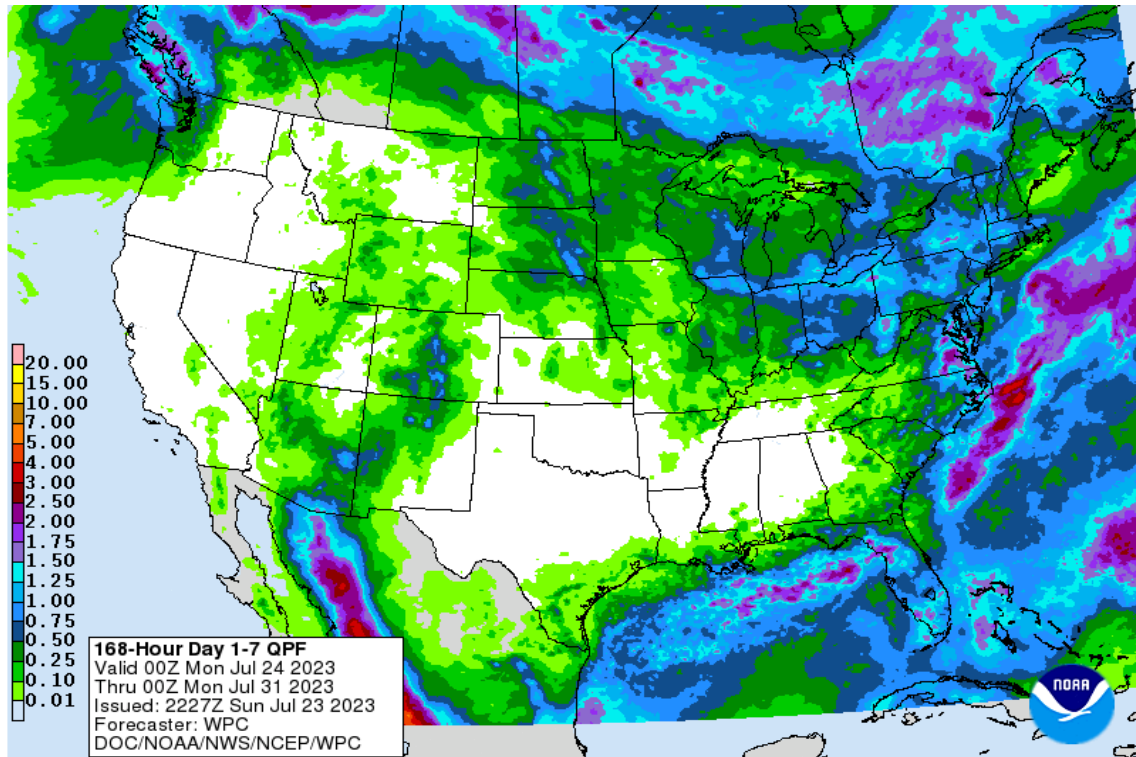 20.00
15.00
10.00
7.00
5.00
4.00
3.00
2.50
2.00
1.75
1.50
1.25
1.00
0.75
0.50
0.25
0.10
0.01
168-Hour Day 1-7 QPF
Valid 00Z Mon Jul 24 2023
Thru 00Z Mon Jul 31 2023
Issued: 2227Z Sun Jul 23 2023
Forecaster: WPC
DOC/NOAA/NWS/NCEP/WPC
NOAA